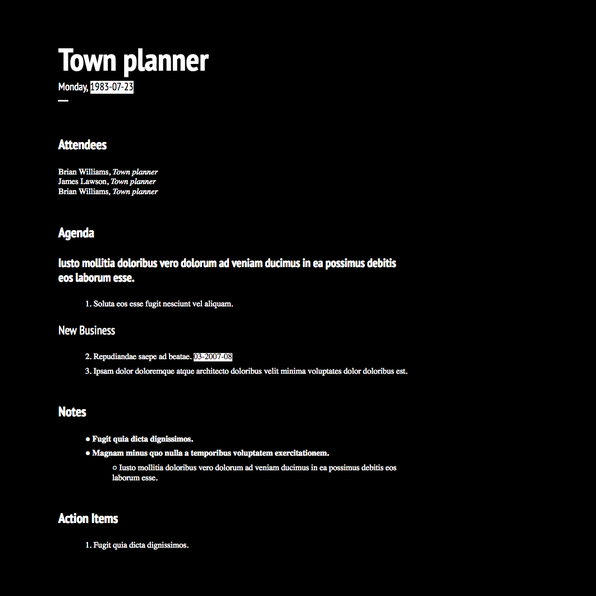 Town planner
Monday, 1983-07-23
Attendees
Brian Williams, Town planner
James Lawson, Town planner
Brian Williams, Town planner
Agenda
Iusto mollitia doloribus vero dolorum ad veniam ducimus in ea possimus debitis
eos laborum esse.
1. Soluta eos esse fugit nesciunt vel aliquam.
New Business
2. Repudiandae saepe ad beatae. 03-2007-08
3. Ipsam dolor doloremque atque architecto doloribus velit minima voluptates dolor doloribus est.
Notes
● Fugit quia dicta dignissimos.
● Magnam minus quo nulla a temporibus voluptatem exercitationem.
○ Iusto mollitia doloribus vero dolorum ad veniam ducimus in ea possimus debitis eos
laborum esse.
Action Items
1. Fugit quia dicta dignissimos.